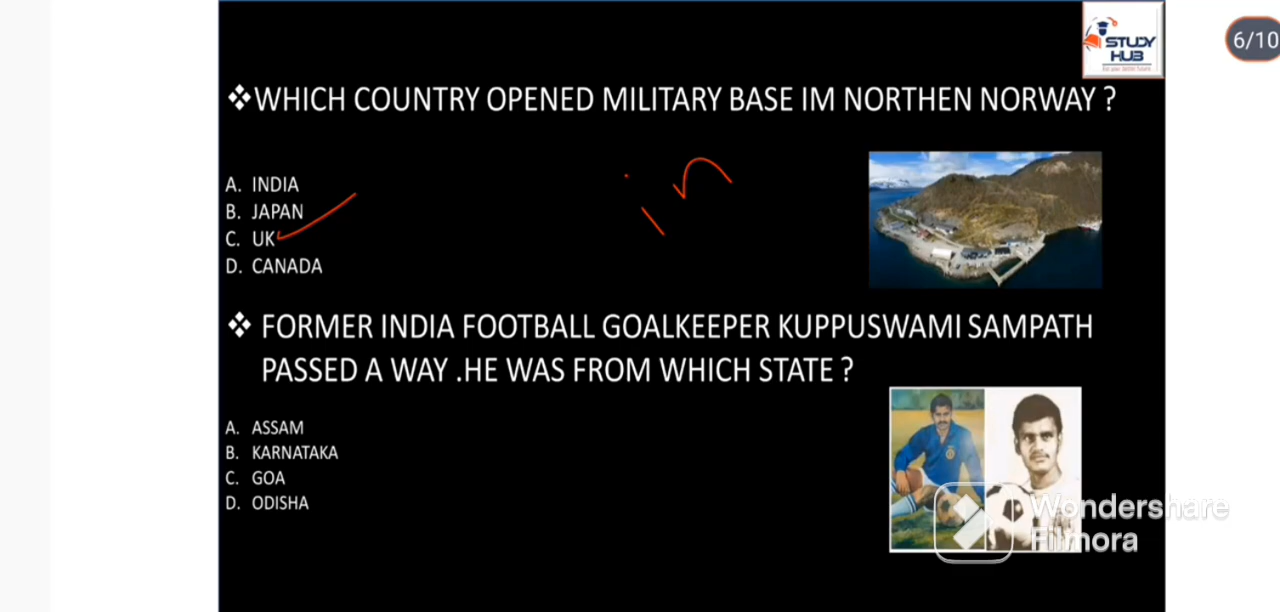 STUDY
HUB
6/10
❖WHICH COUNTRY OPENED MILITARY BASE IM NORTHEN NORWAY ?
in
A. INDIA
B. JAPAN
C. UK
D. CANADA
❖ FORMER INDIA FOOTBALL GOALKEEPER KUPPUSWAMI SAMPATH
PASSED A WAY .HE WAS FROM WHICH STATE ?
A. ASSAM
B. KARNATAKA
C. GOA
D. ODISHA
Wondershare
Filmora